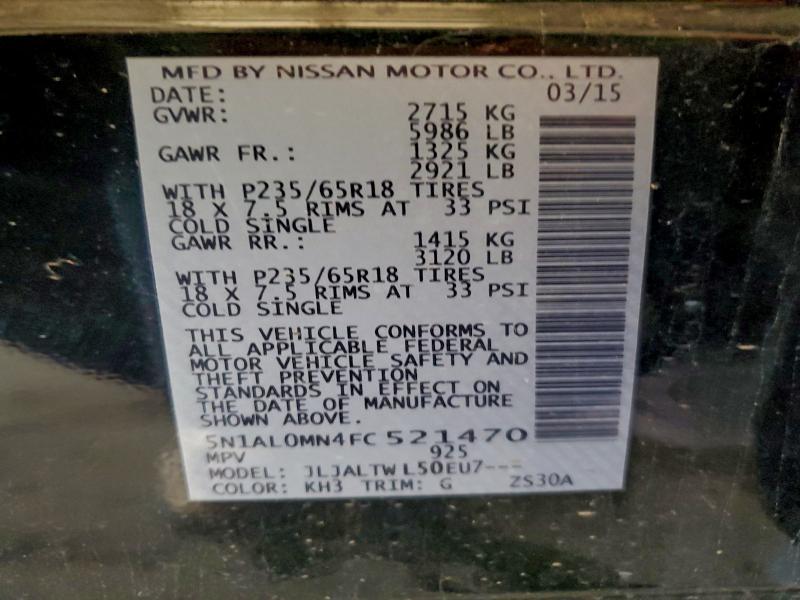 MFD BY NISSAN MOTOR CO., LTD.
DATE: 03/15
GVWR: 2715 KG
5986 LB
GAWR FR.: 1325 KG
2921 LB
WITH P235/65R18 TIRES
18 X 7.5 RIMS AT 33 PSI
COLD SINGLE
GAWR RR.: 1415 KG
3120 LB
WITH P235/65R18 TIRES
18 X 7.5 RIMS AT 33 PSI
COLD SINGLE
THIS VEHICLE CONFORMS TO
ALL APPLICABLE FEDERAL
MOTOR VEHICLE SAFETY AND
THEFT PREVENTION
STANDARDS IN EFFECT ON
THE DATE OF MANUFACTURE
SHOWN ABOVE.
5N1AL0MN4FC521470
MPV 925
MODEL: JLJALTWL50EU7---
COLOR: KH3 TRIM: G ZS30A